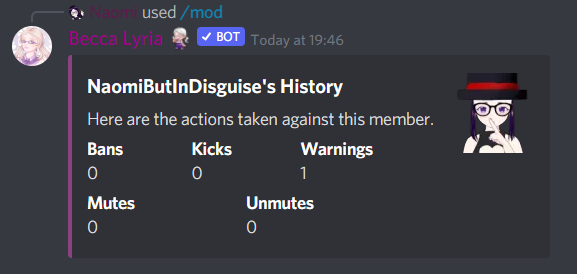 Naomi used /mod
Becca Lyria ✓ BOT Today at 19:46
NaomiButInDisguise's History
Here are the actions taken against this member.
Bans Kicks Warnings
0 0 1
Mutes Unmutes
0 0